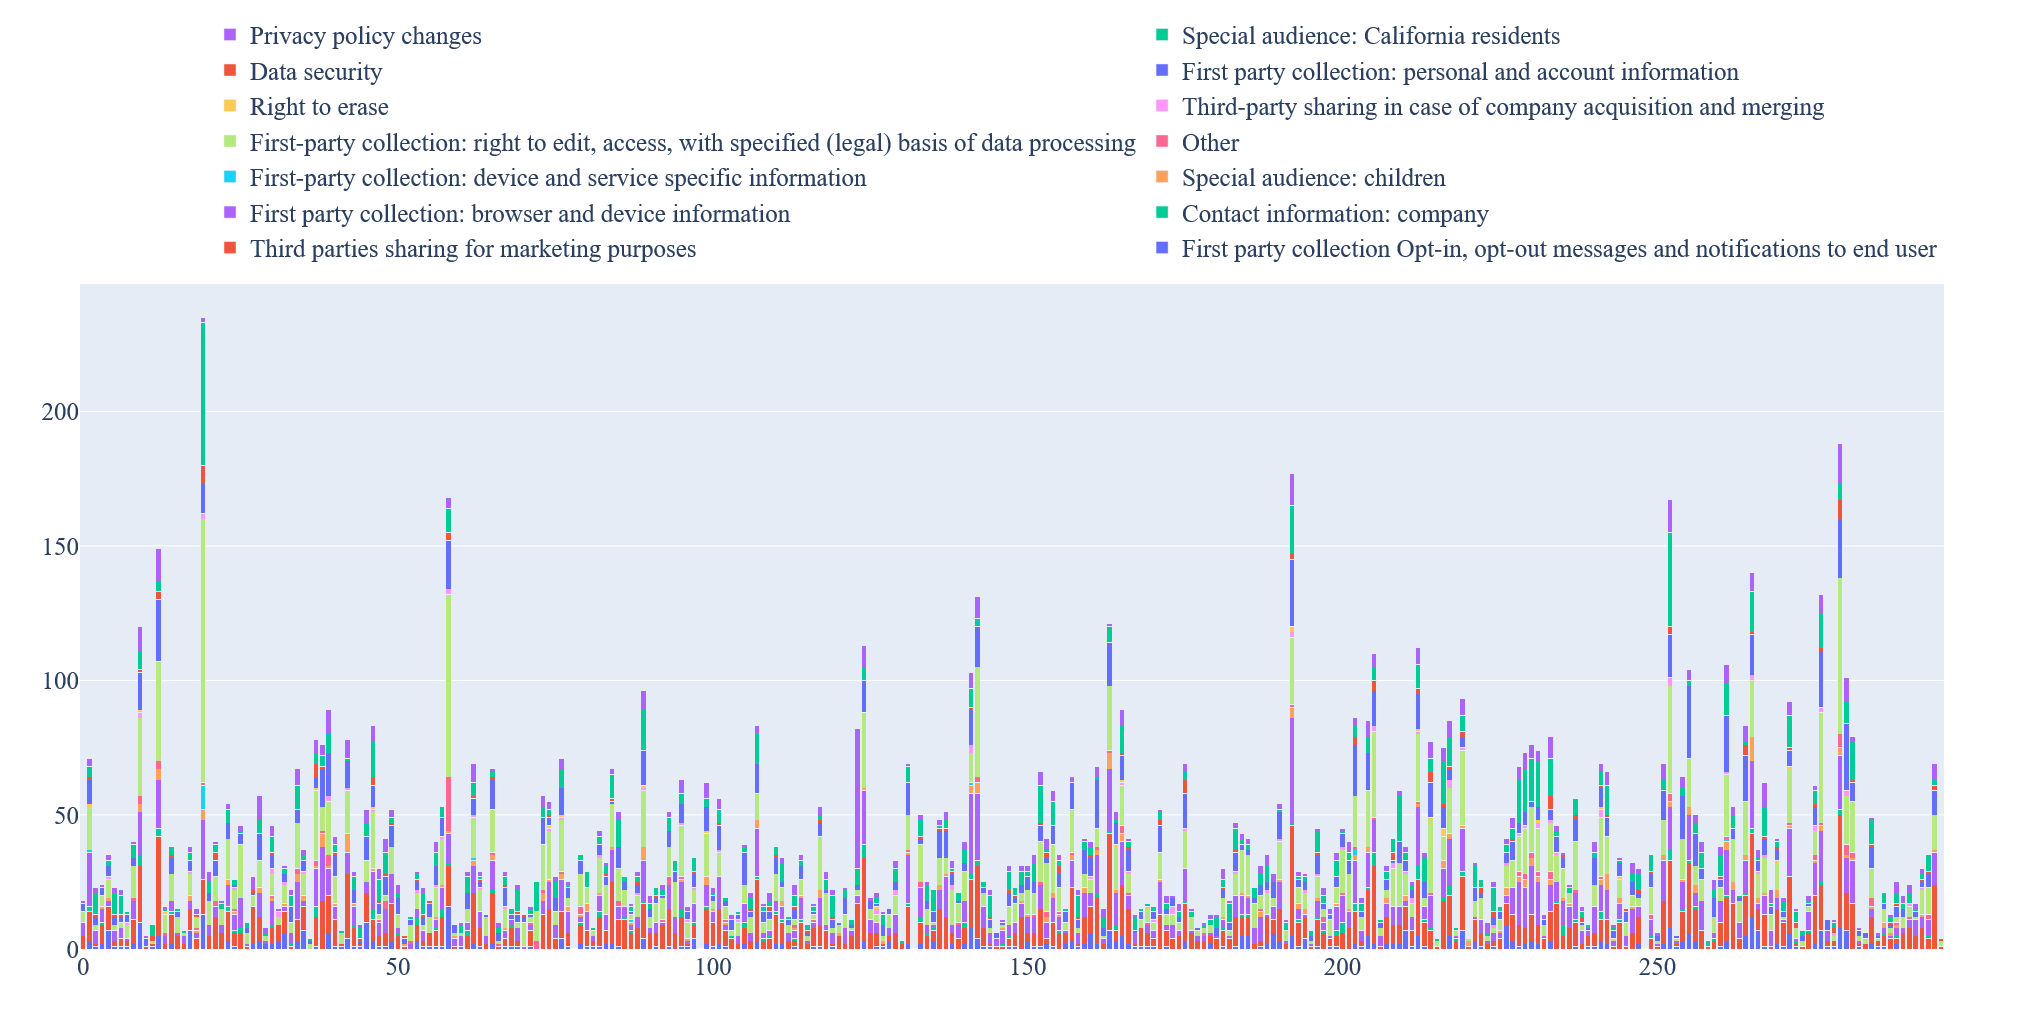 Privacy policy changes
Data security
Right to erase
First-party collection: right to edit, access, with specified (legal) basis of data processing
First-party collection: device and service specific information
First party collection: browser and device information
Third parties sharing for marketing purposes
Special audience: California residents
First party collection: personal and account information
Third-party sharing in case of company acquisition and merging
Other
Special audience: children
Contact information: company
First party collection Opt-in, opt-out messages and notifications to end user
200
150
100
50
0
0 50 100 150 200 250